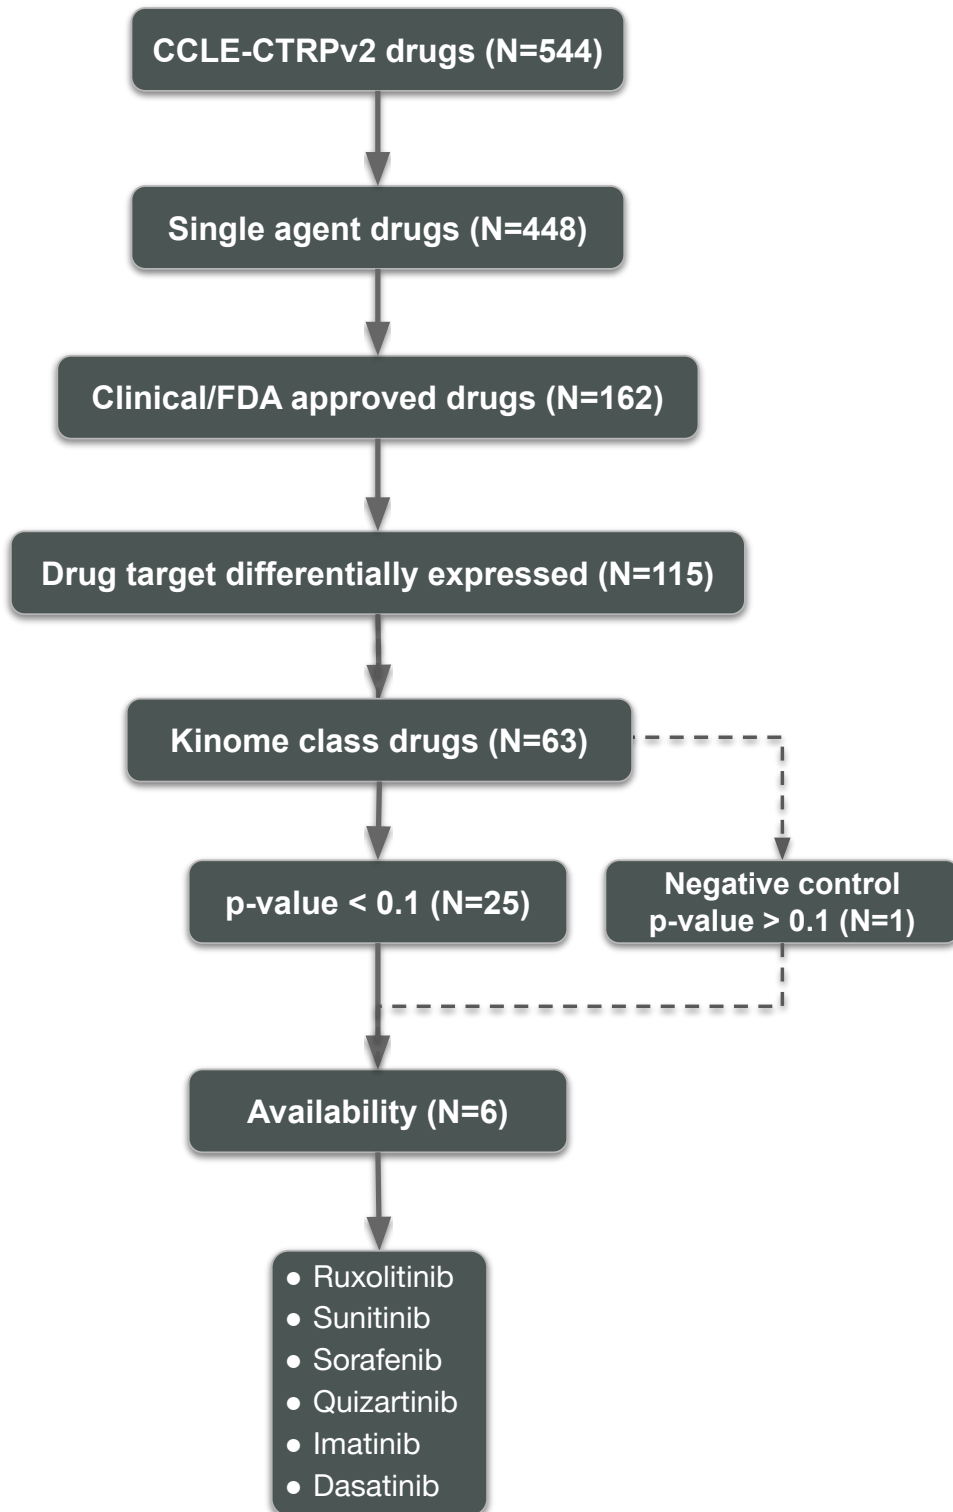 CCLE-CTRPv2 drugs (N=544)
Single agent drugs (N=448)
Clinical/FDA approved drugs (N=162)
Drug target differentially expressed (N=115)
Kinome class drugs (N=63)
p-value < 0.1 (N=25)
Negative control
p-value > 0.1 (N=1)
Availability (N=6)
● Ruxolitinib
● Sunitinib
● Sorafenib
● Quizartinib
● Imatinib
● Dasatinib